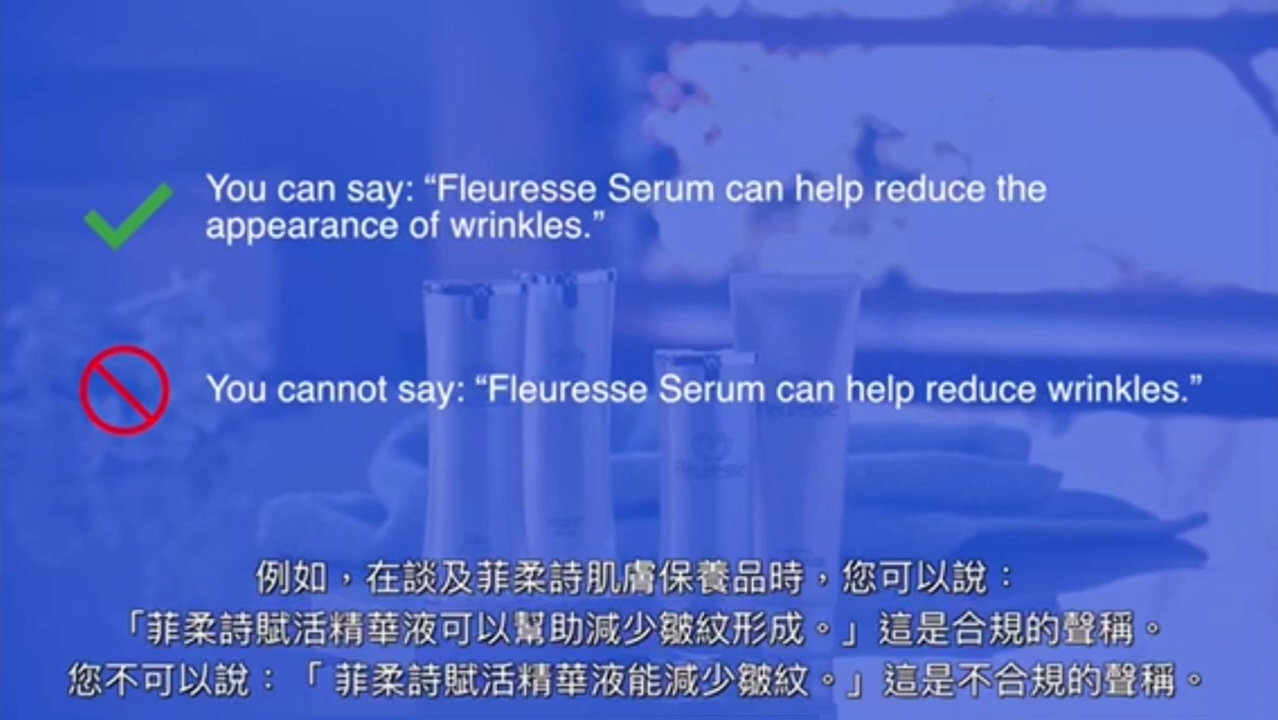 You can say: “Fleuresse Serum can help reduce the
appearance of wrinkles.”
You cannot say: “Fleuresse Serum can help reduce wrinkles.”
Fleuresse
Fleuresse
例如，在談及菲柔詩肌膚保養品時，您可以說：
「菲柔詩賦活精華液可以幫助減少皺紋形成。」這是合規的聲稱。
您不可以說：「 菲柔詩賦活精華液能減少皺紋。」這是不合規的聲稱。